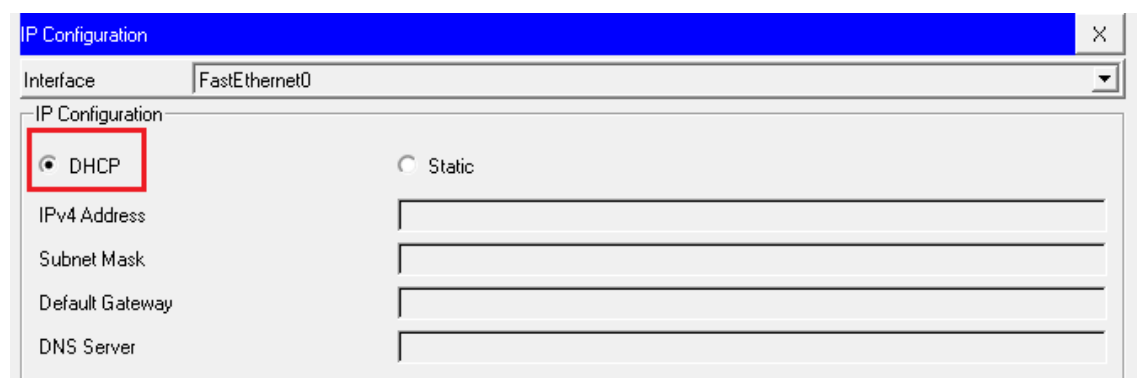 IP Configuration X
Interface FastEthernet0
IP Configuration
DHCP Static
IPv4 Address
Subnet Mask
Default Gateway
DNS Server